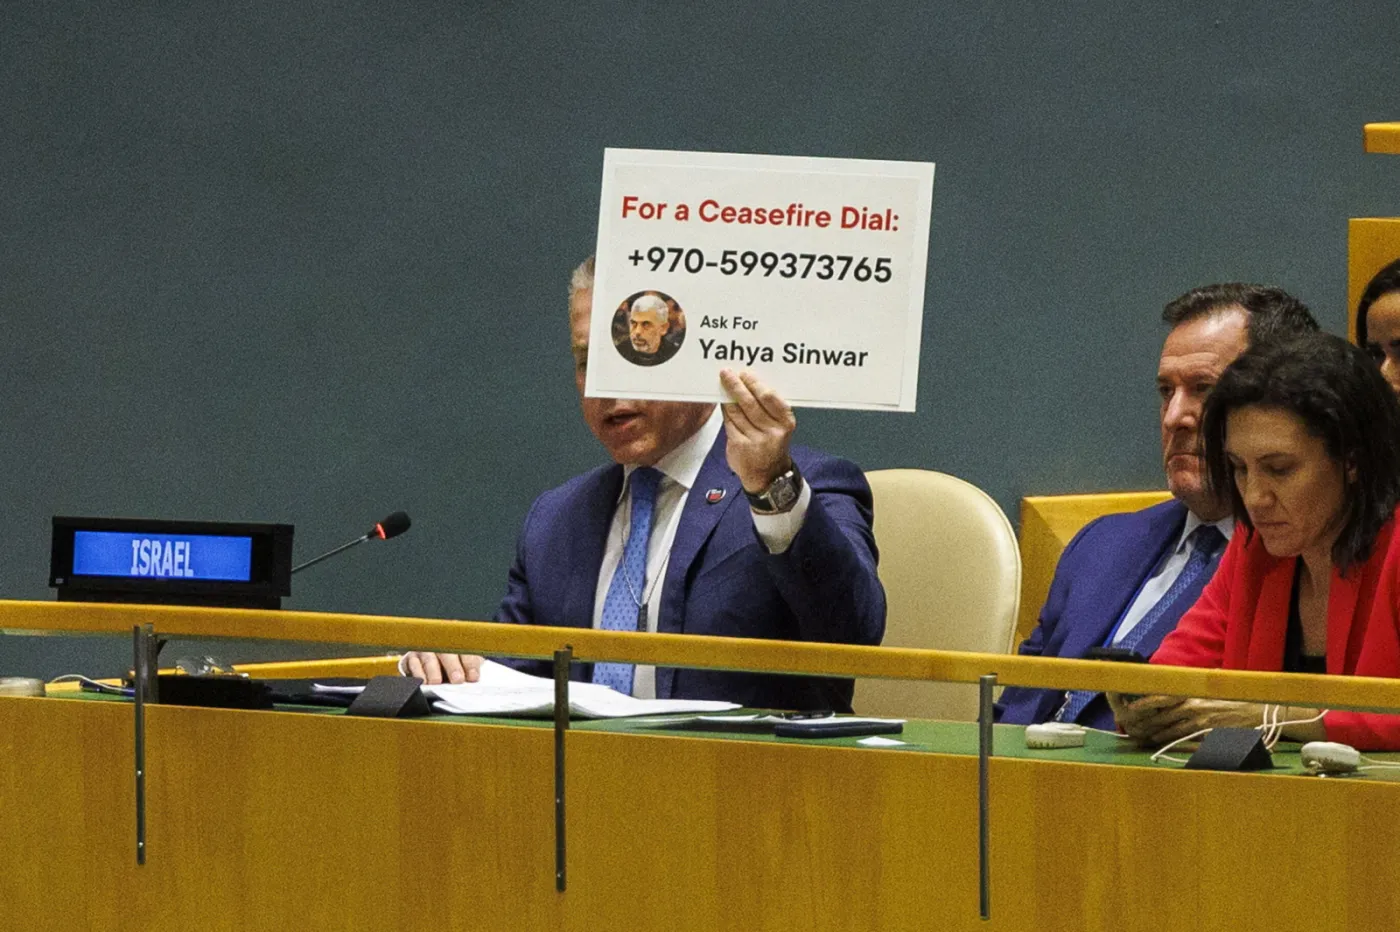 For a Ceasefire Dial:
+970-599373765
Ask For
Yahya Sinwar
ISRAEL